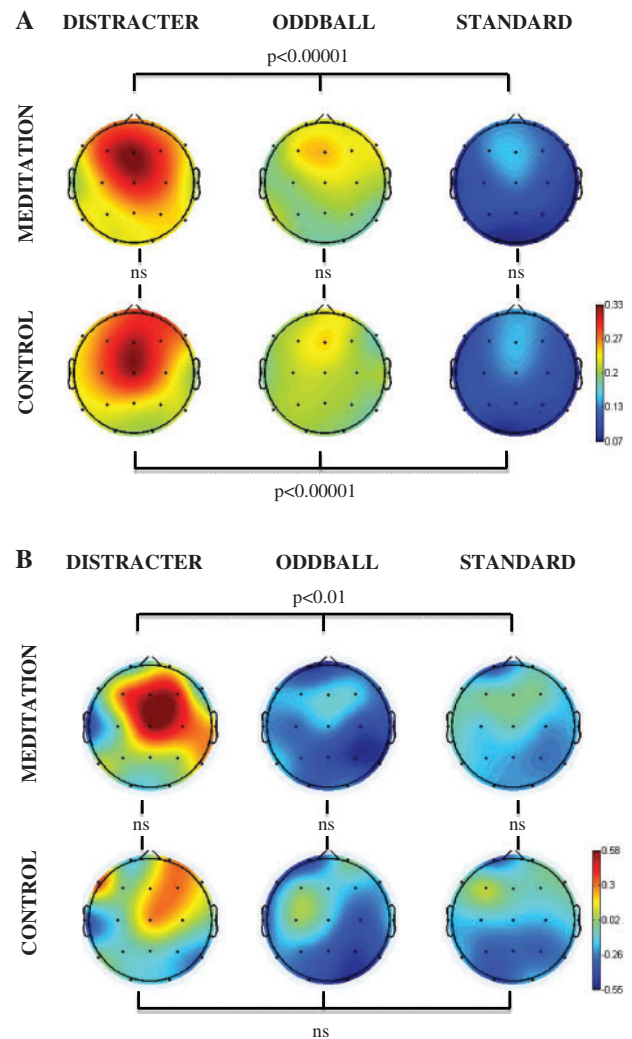 A DISTRACTER ODDBALL STANDARD
p<0.00001
MEDITATION
ns ns ns
CONTROL
0.33
0.27
0.2
0.13
0.07
p<0.00001
B DISTRACTER ODDBALL STANDARD
p<0.01
MEDITATION
ns ns ns
CONTROL
0.58
0.3
0.02
-0.26
-0.55
ns